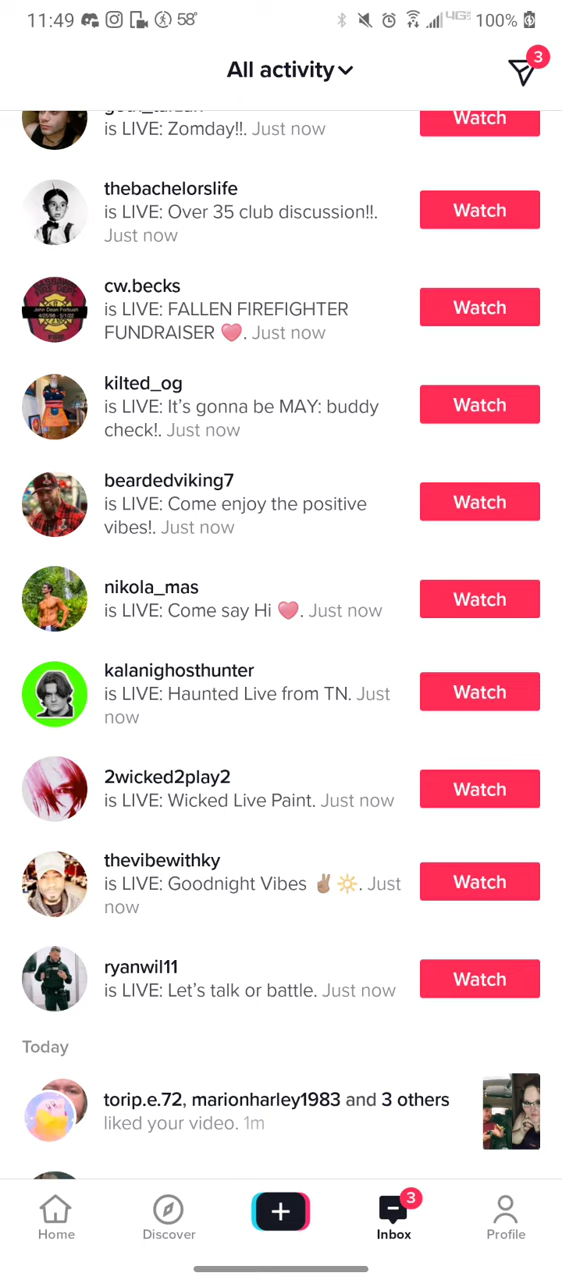 11:49 58°
4G 100%
All activity
3
is LIVE: Zomday!!. Just now
Watch
thebachelorslife
is LIVE: Over 35 club discussion!!.
Just now
Watch
cw.becks
is LIVE: FALLEN FIREFIGHTER
FUNDRAISER ❤. Just now
Watch
kilted_og
is LIVE: It's gonna be MAY: buddy
check!. Just now
Watch
beardedviking7
is LIVE: Come enjoy the positive
vibes!. Just now
Watch
nikola_mas
is LIVE: Come say Hi ❤. Just now
Watch
kalanighosthunter
is LIVE: Haunted Live from TN. Just
now
Watch
2wicked2play2
is LIVE: Wicked Live Paint. Just now
Watch
thevibewithky
is LIVE: Goodnight Vibes ✌🏽☀. Just
now
Watch
ryanwil11
is LIVE: Let's talk or battle. Just now
Watch
Today
torip.e.72, marionharley1983 and 3 others
liked your video. 1m
3
Home Discover Inbox Profile